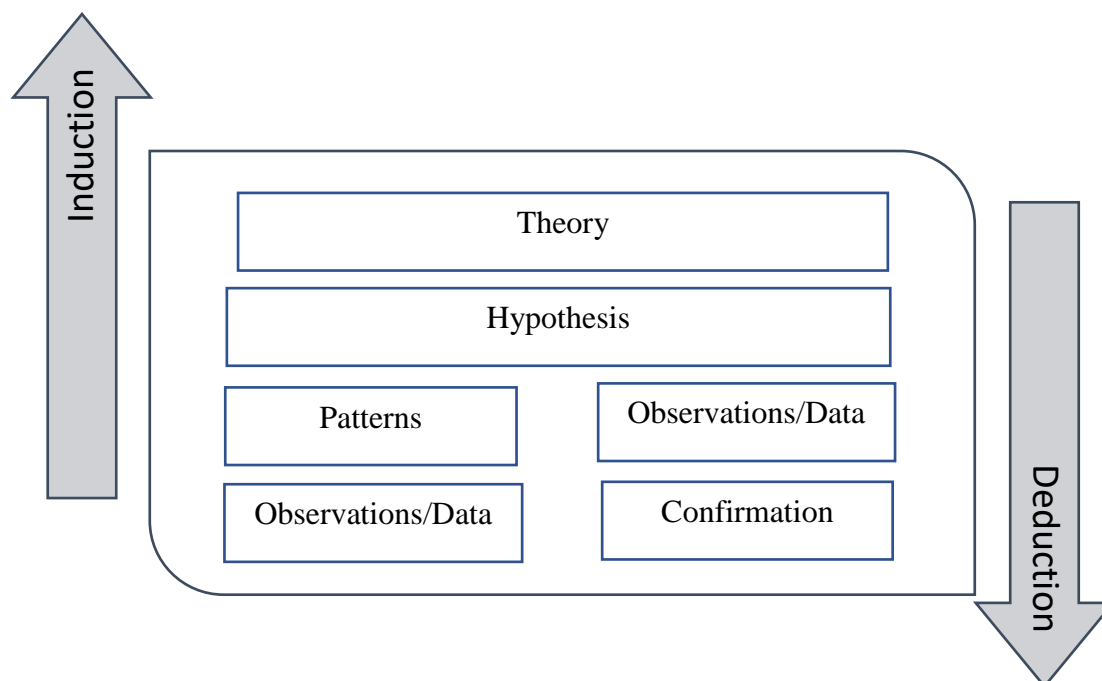 Induction
Theory
Hypothesis
Patterns
Observations/Data
Observations/Data
Confirmation
Deduction